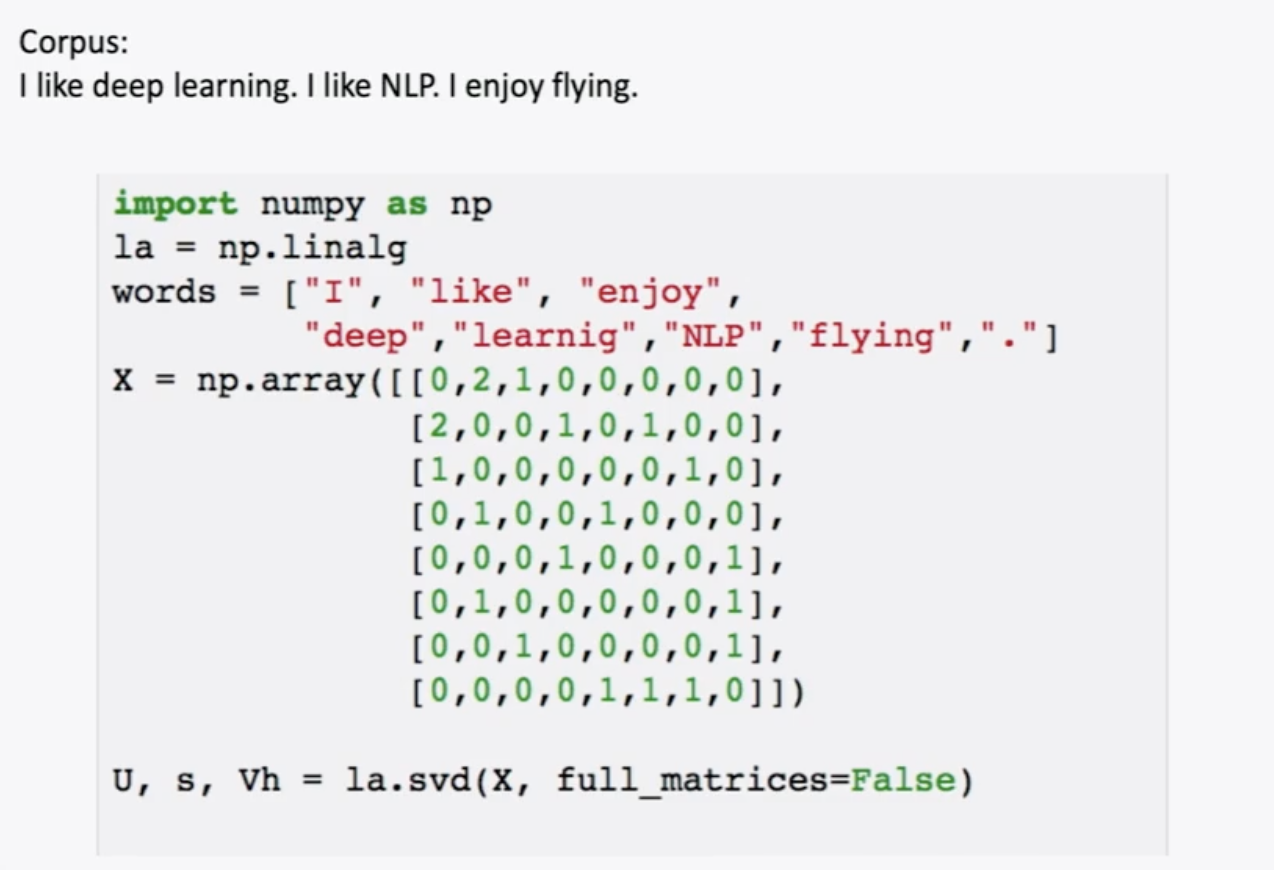 Corpus:
I like deep learning. I like NLP. I enjoy flying.
import numpy as np
la = np.linalg
words = ["I", "like", "enjoy",
"deep","learnig","NLP","flying","."]
X = np.array([[0,2,1,0,0,0,0,0],
[2,0,0,1,0,1,0,0],
[1,0,0,0,0,0,1,0],
[0,1,0,0,1,0,0,0],
[0,0,0,1,0,0,0,1],
[0,1,0,0,0,0,0,1],
[0,0,1,0,0,0,0,1],
[0,0,0,0,1,1,1,0]])
U, s, Vh = la.svd(X, full_matrices=False)